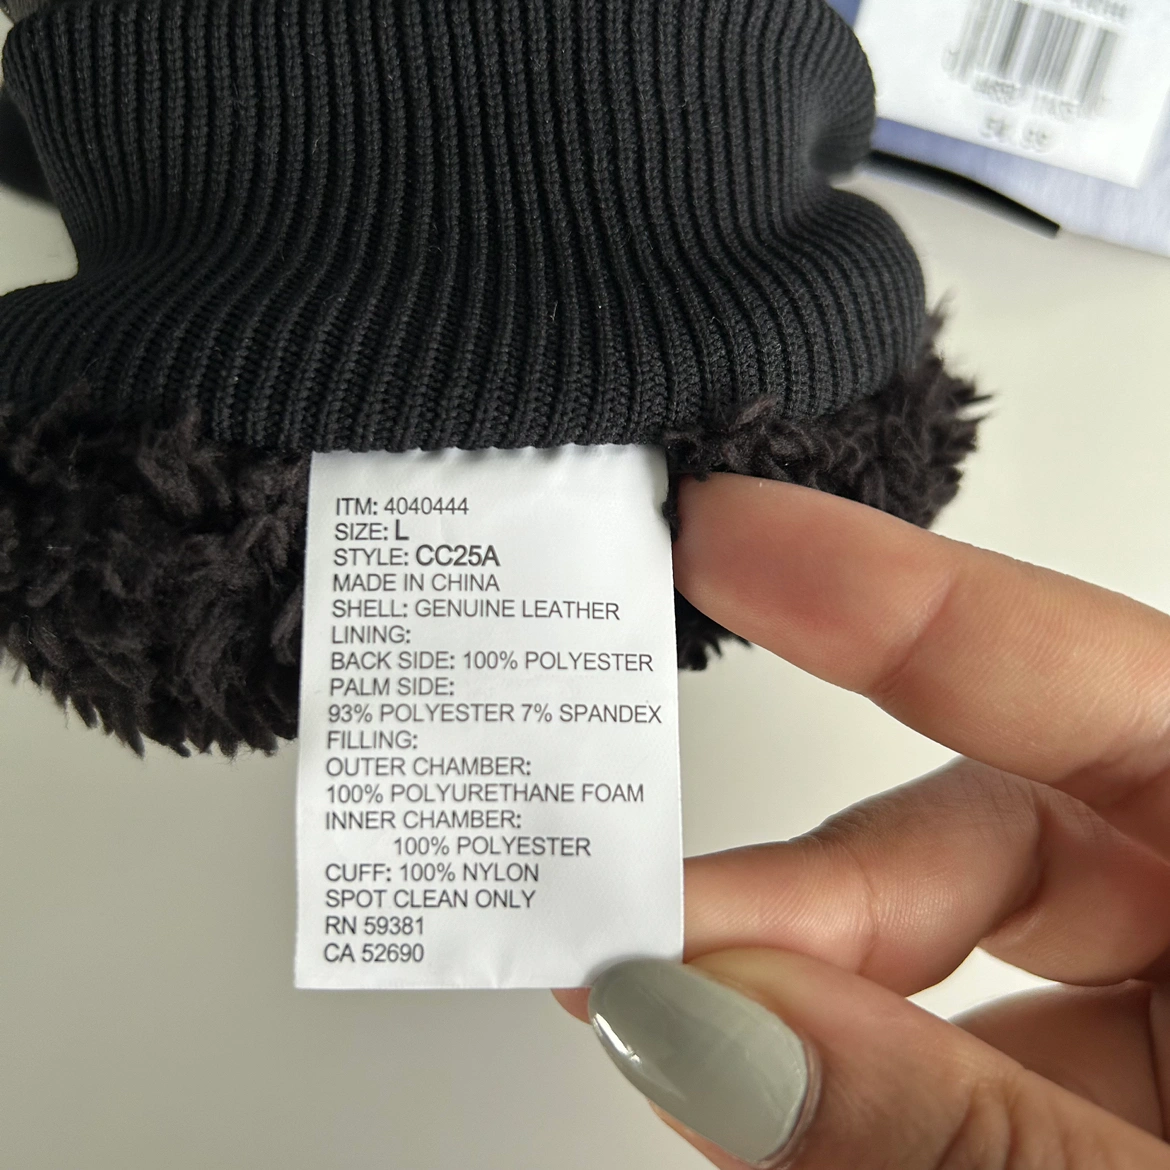 ITM: 4040444
SIZE: L
STYLE: CC25A
MADE IN CHINA
SHELL: GENUINE LEATHER
LINING:
BACK SIDE: 100% POLYESTER
PALM SIDE:
93% POLYESTER 7% SPANDEX
FILLING:
OUTER CHAMBER:
100% POLYURETHANE FOAM
INNER CHAMBER:
100% POLYESTER
CUFF: 100% NYLON
SPOT CLEAN ONLY
RN 59381
CA 52690